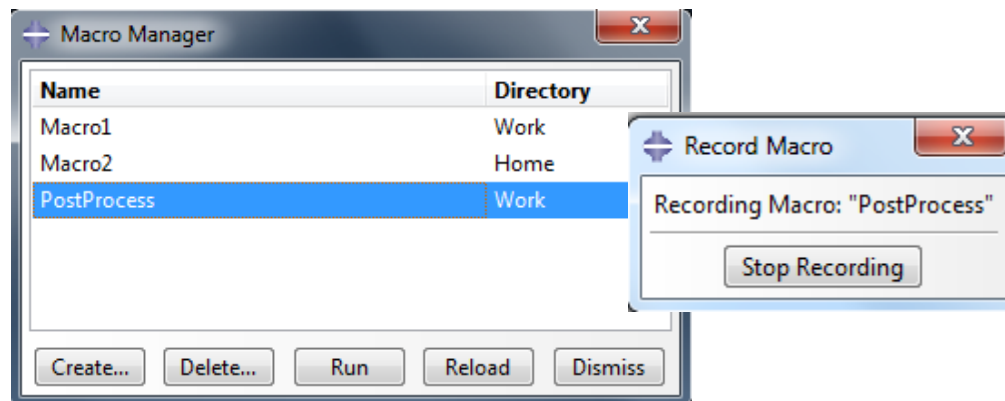 Macro Manager
Name Directory
Macro1 Work
Macro2 Home
PostProcess Work
Create... Delete... Run Reload Dismiss
Record Macro
Recording Macro: "PostProcess"
Stop Recording